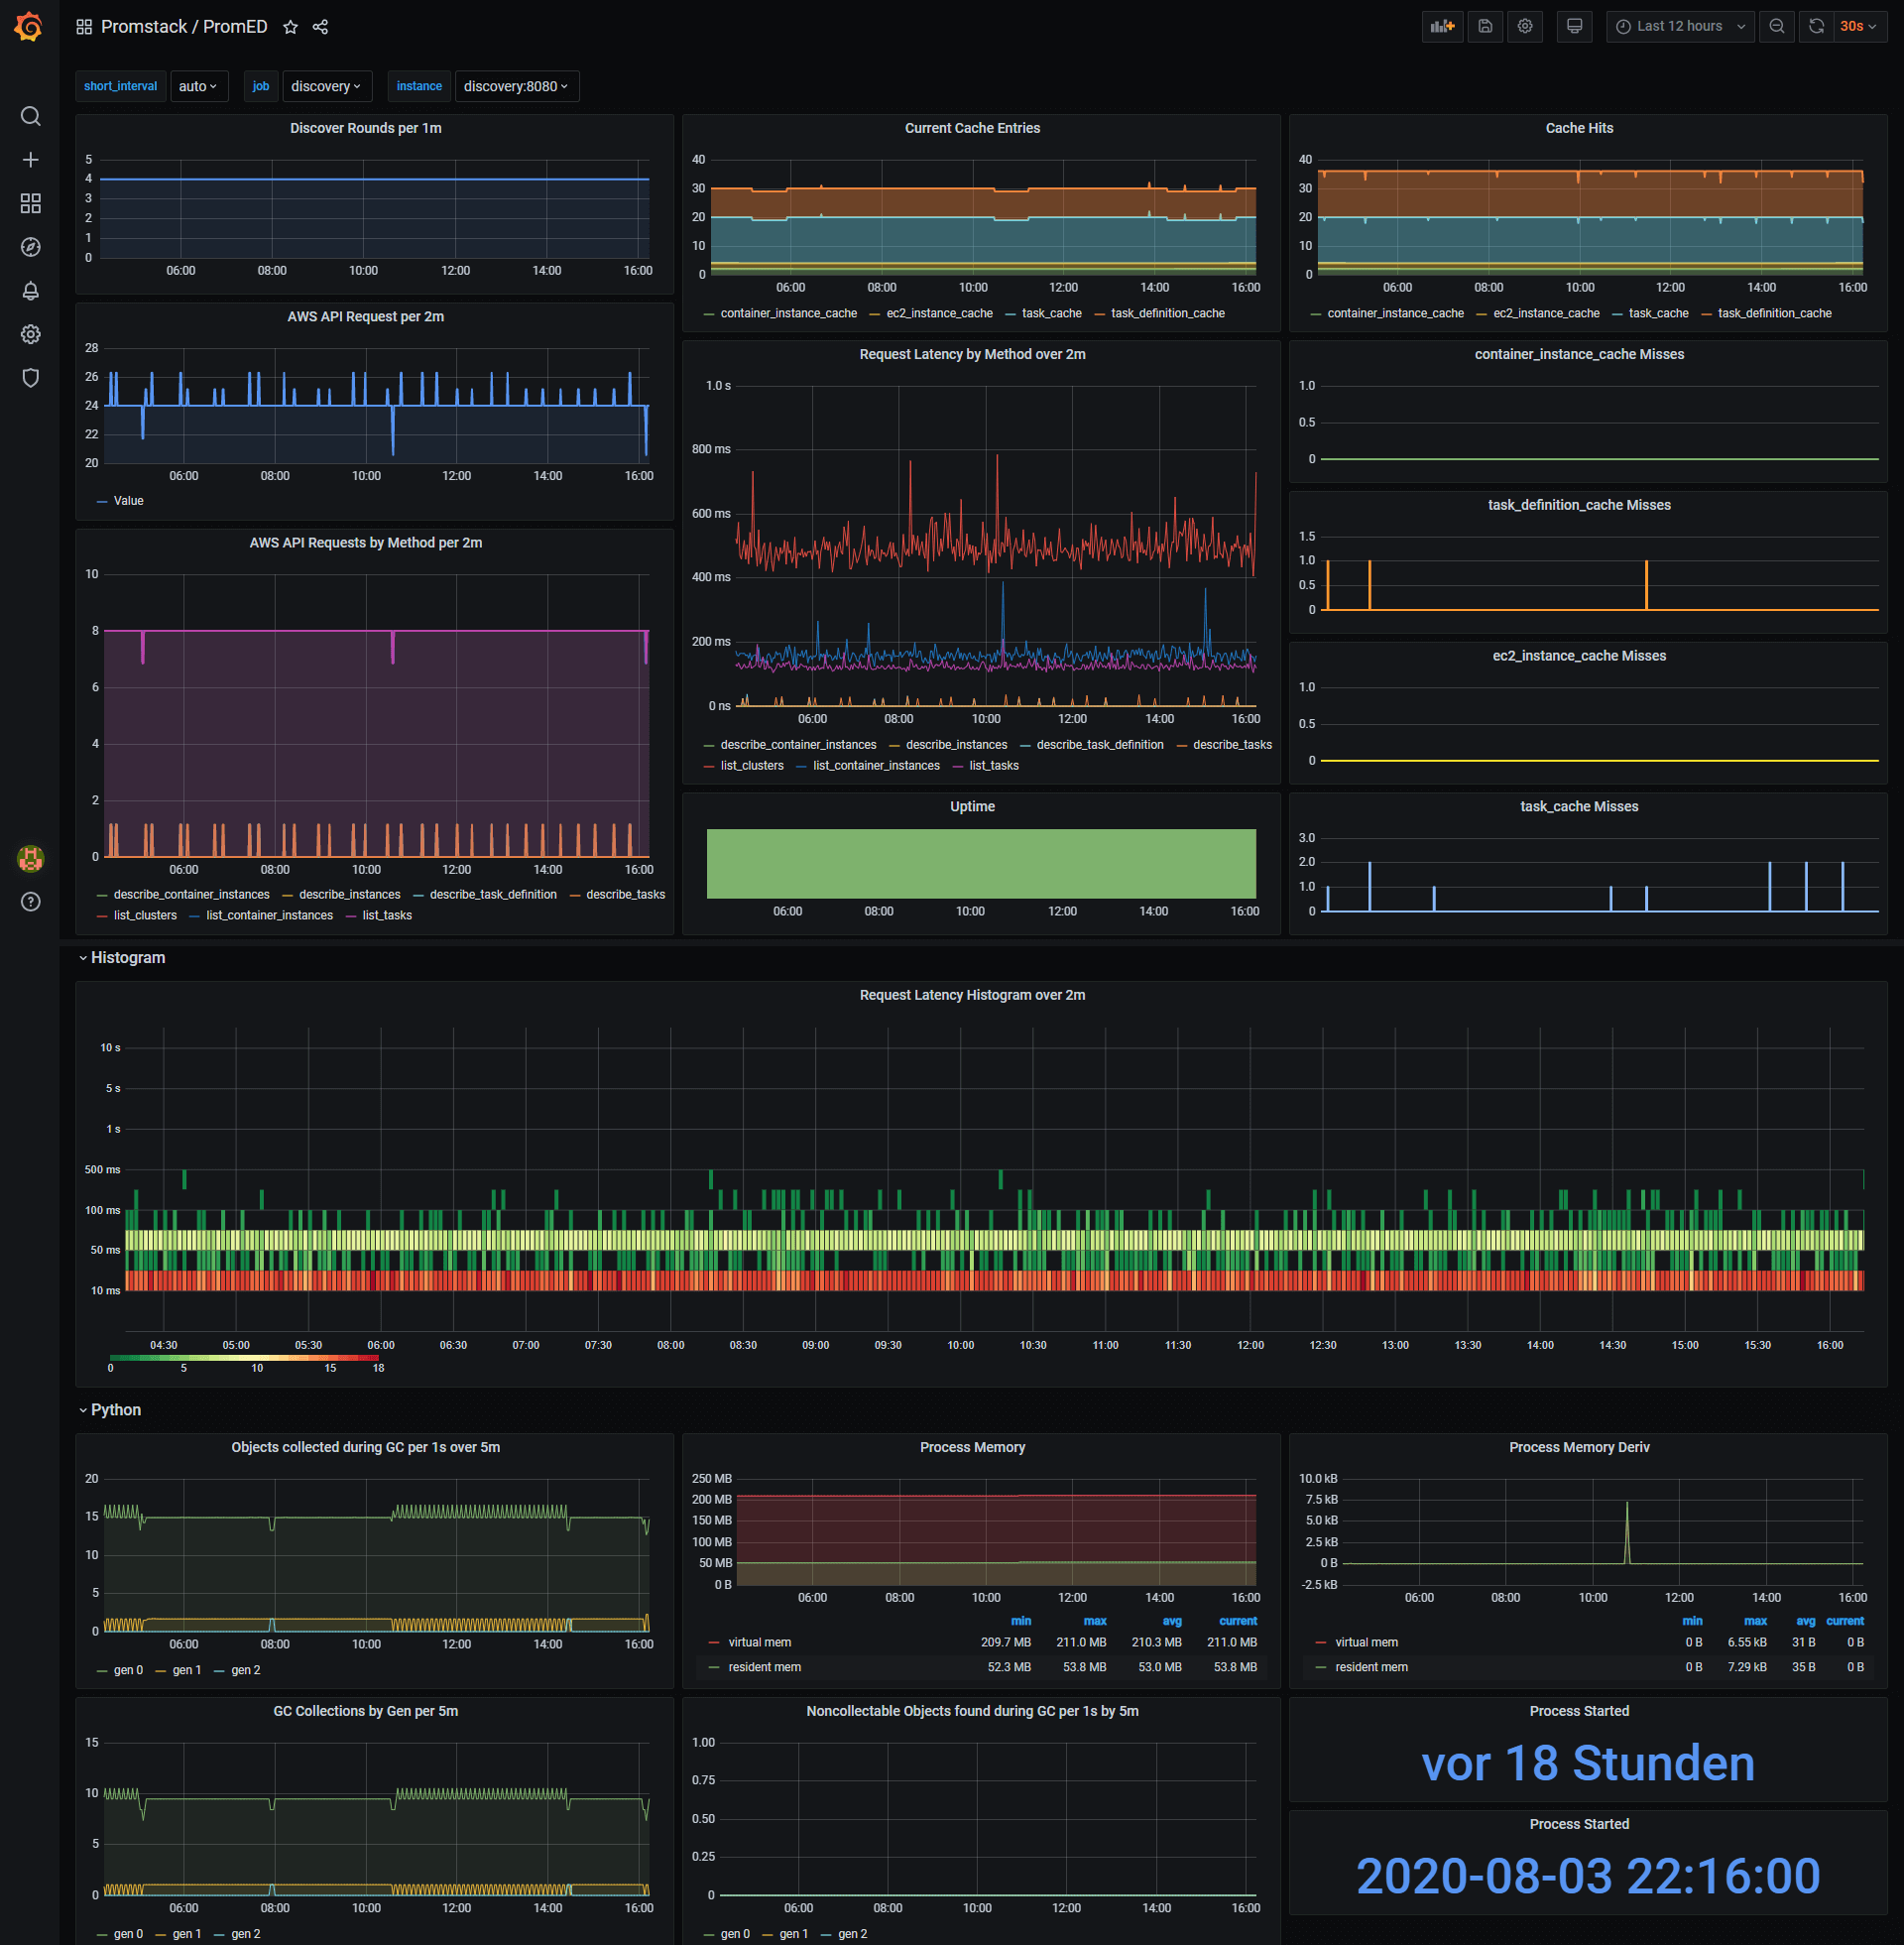 Promstack / PromED
Last 12 hours
30s
short_interval auto job discovery instance discovery:8080
Discover Rounds per 1m
5
4
3
2
1
0
06:00 08:00 10:00 12:00 14:00 16:00
AWS API Request per 2m
28
26
24
22
20
06:00 08:00 10:00 12:00 14:00 16:00
Value
AWS API Requests by Method per 2m
10
8
6
4
2
0
06:00 08:00 10:00 12:00 14:00 16:00
describe_container_instances describe_instances describe_task_definition describe_tasks
list_clusters list_container_instances list_tasks
Current Cache Entries
40
30
20
10
0
06:00 08:00 10:00 12:00 14:00 16:00
container_instance_cache ec2_instance_cache task_cache task_definition_cache
Request Latency by Method over 2m
1.0 s
800 ms
600 ms
400 ms
200 ms
0 ns
06:00 08:00 10:00 12:00 14:00 16:00
describe_container_instances describe_instances describe_task_definition describe_tasks
list_clusters list_container_instances list_tasks
Uptime
06:00 08:00 10:00 12:00 14:00 16:00
Cache Hits
40
30
20
10
0
06:00 08:00 10:00 12:00 14:00 16:00
container_instance_cache ec2_instance_cache task_cache task_definition_cache
container_instance_cache Misses
1.0
0.5
0
task_definition_cache Misses
1.5
1.0
0.5
0
ec2_instance_cache Misses
1.0
0.5
0
task_cache Misses
3.0
2.0
1.0
0
Histogram
Request Latency Histogram over 2m
10 s
5 s
1 s
500 ms
100 ms
50 ms
10 ms
04:30 05:00 05:30 06:00 06:30 07:00 07:30 08:00 08:30 09:00 09:30 10:00 10:30 11:00 11:30 12:00 12:30 13:00 13:30 14:00 14:30 15:00 15:30 16:00
0 5 10 15 18
Python
Objects collected during GC per 1s over 5m
20
15
10
5
0
06:00 08:00 10:00 12:00 14:00 16:00
gen 0 gen 1 gen 2
Process Memory
250 MB
200 MB
150 MB
100 MB
50 MB
0 B
06:00 08:00 10:00 12:00 14:00 16:00
min max avg current
virtual mem 209.7 MB 211.0 MB 210.3 MB 211.0 MB
resident mem 52.3 MB 53.8 MB 53.0 MB 53.8 MB
Process Memory Deriv
10.0 kB
7.5 kB
5.0 kB
2.5 kB
0 B
-2.5 kB
06:00 08:00 10:00 12:00 14:00 16:00
min max avg current
virtual mem 0 B 6.55 kB 31 B 0 B
resident mem 0 B 7.29 kB 35 B 0 B
GC Collections by Gen per 5m
15
10
5
0
06:00 08:00 10:00 12:00 14:00 16:00
gen 0 gen 1 gen 2
Noncollectable Objects found during GC per 1s by 5m
1.00
0.75
0.50
0.25
0
06:00 08:00 10:00 12:00 14:00 16:00
gen 0 gen 1 gen 2
Process Started
vor 18 Stunden
Process Started
2020-08-03 22:16:00